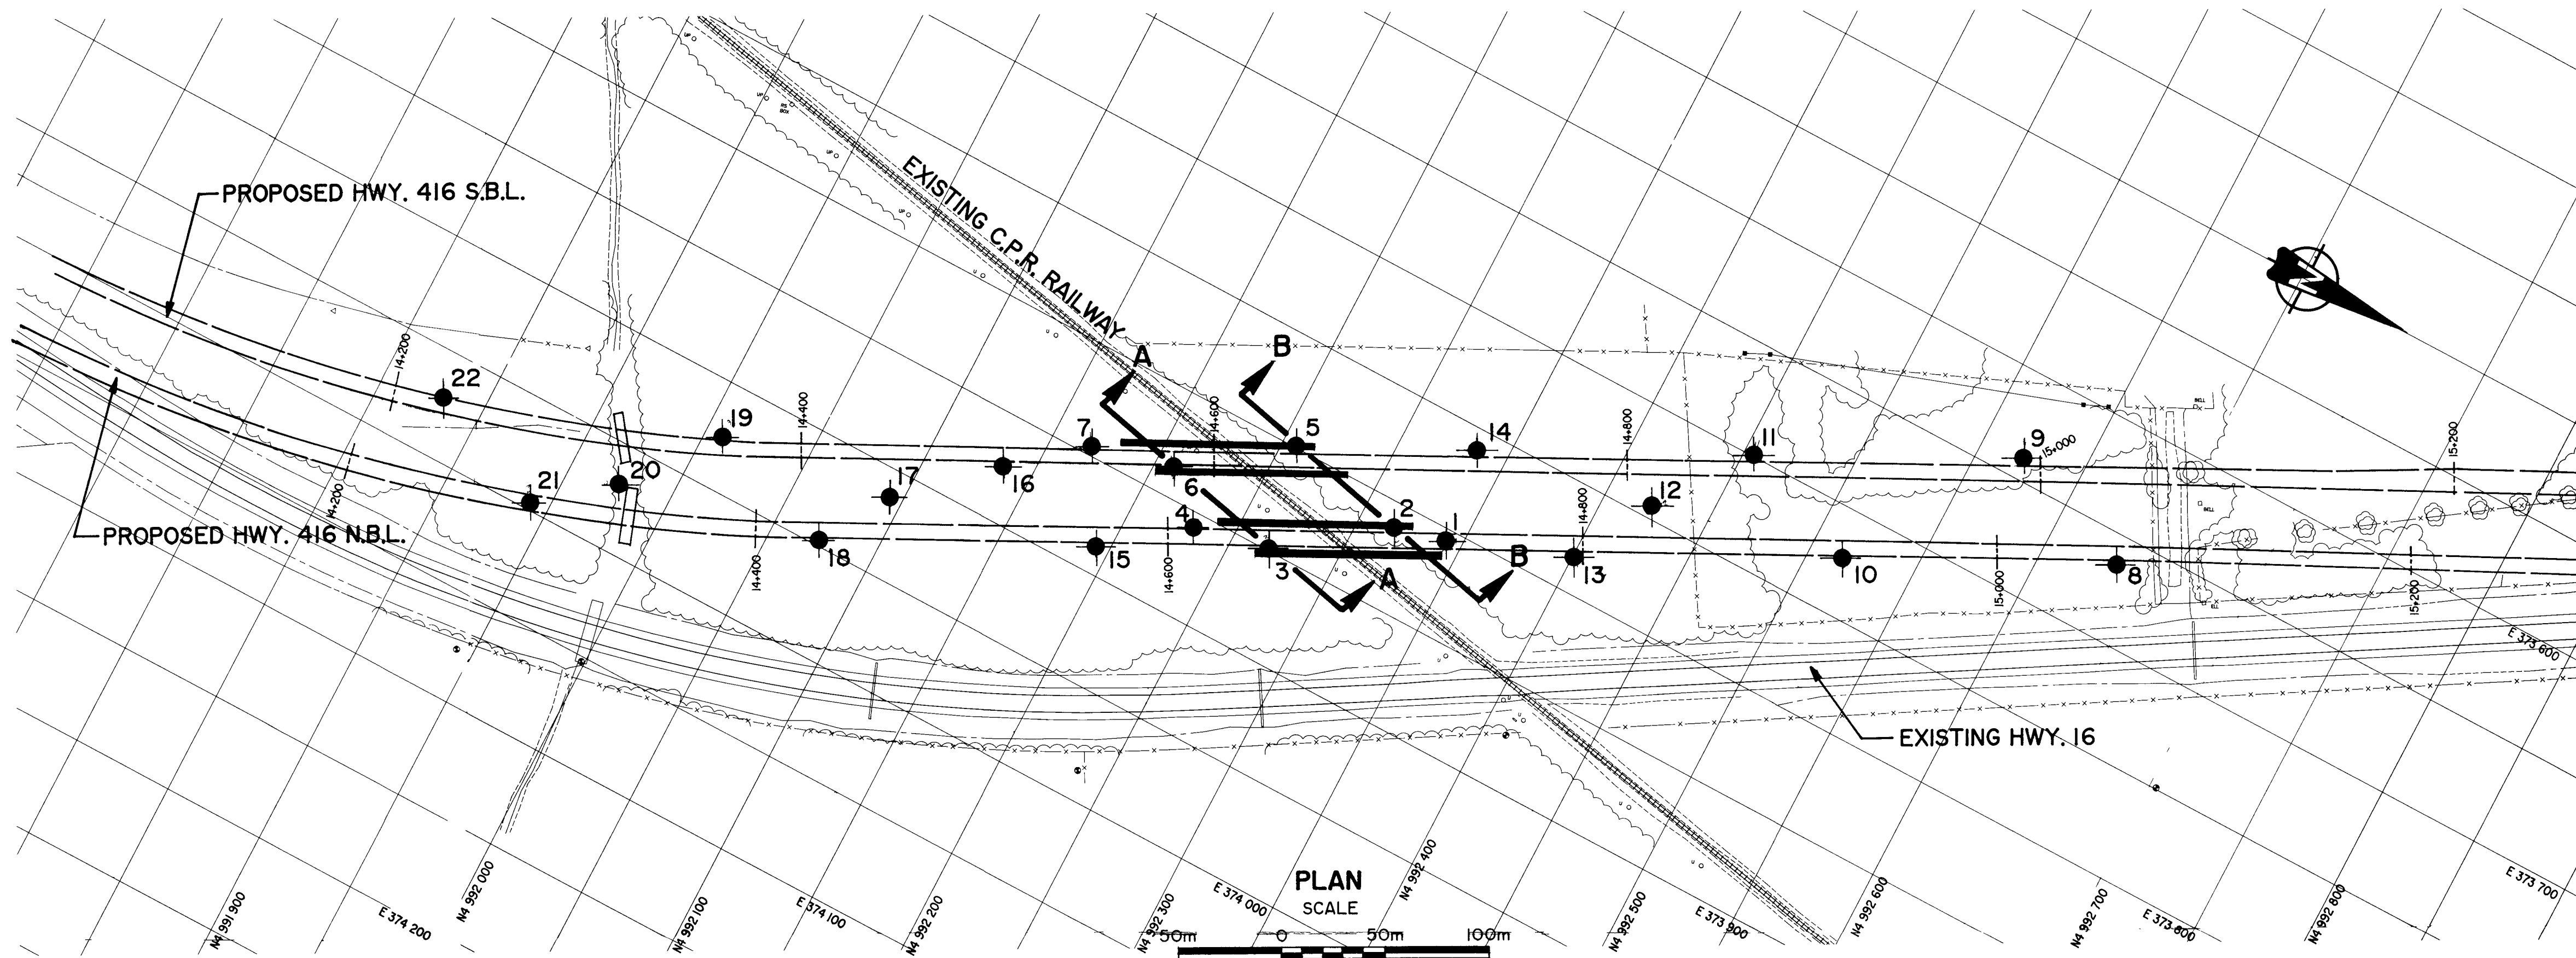 PROPOSED HWY. 416 S.B.L.
PROPOSED HWY. 416 N.B.L.
EXISTING C.P.R. RAILWAY
EXISTING HWY. 16
A
B
A
B
22
19
7
5
14
11
9
21
20
17
16
6
4
2
1
12
18
15
3
13
10
8
14+200
14+400
14+600
14+800
15+000
15+200
14+200
14+400
14+600
14+800
15+000
15+200
N4 991 900
E 374 200
N4 992 000
N4 992 100
E 374 100
N4 992 200
N4 992 300
E 374 000
N4 992 400
N4 992 500
E 373 900
N4 992 600
N4 992 700
E 373 800
N4 992 800
E 373 700
E 373 600
PLAN
SCALE
50m 0 50m 100m